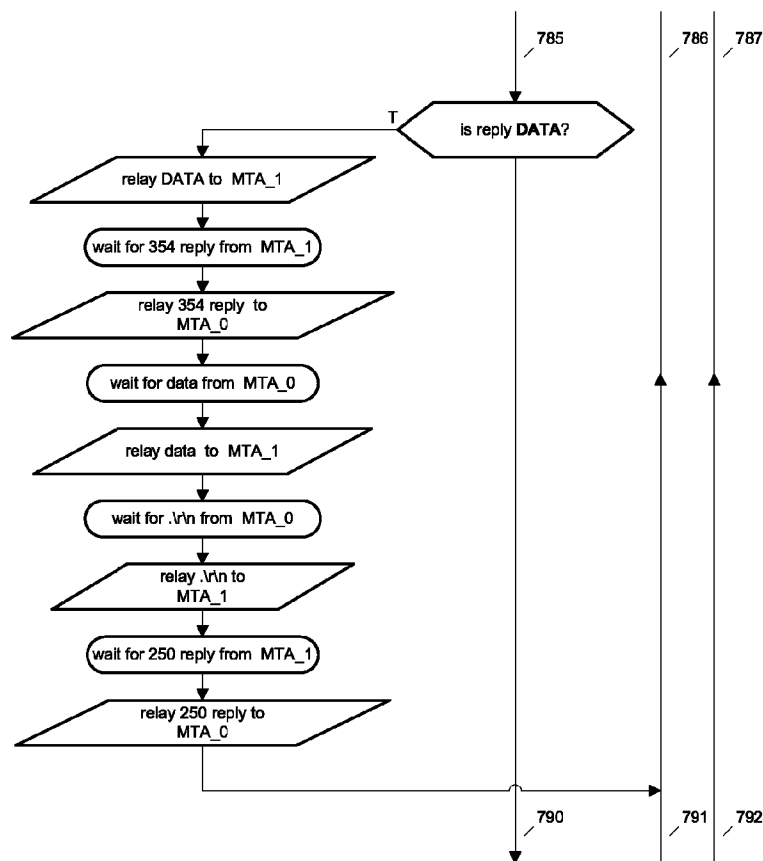 785
786
787
T
is reply DATA?
relay DATA to MTA_1
wait for 354 reply from MTA_1
relay 354 reply to
MTA_0
wait for data from MTA_0
relay data to MTA_1
wait for .\r\n from MTA_0
relay .\r\n to
MTA_1
wait for 250 reply from MTA_1
relay 250 reply to
MTA_0
790
791
792